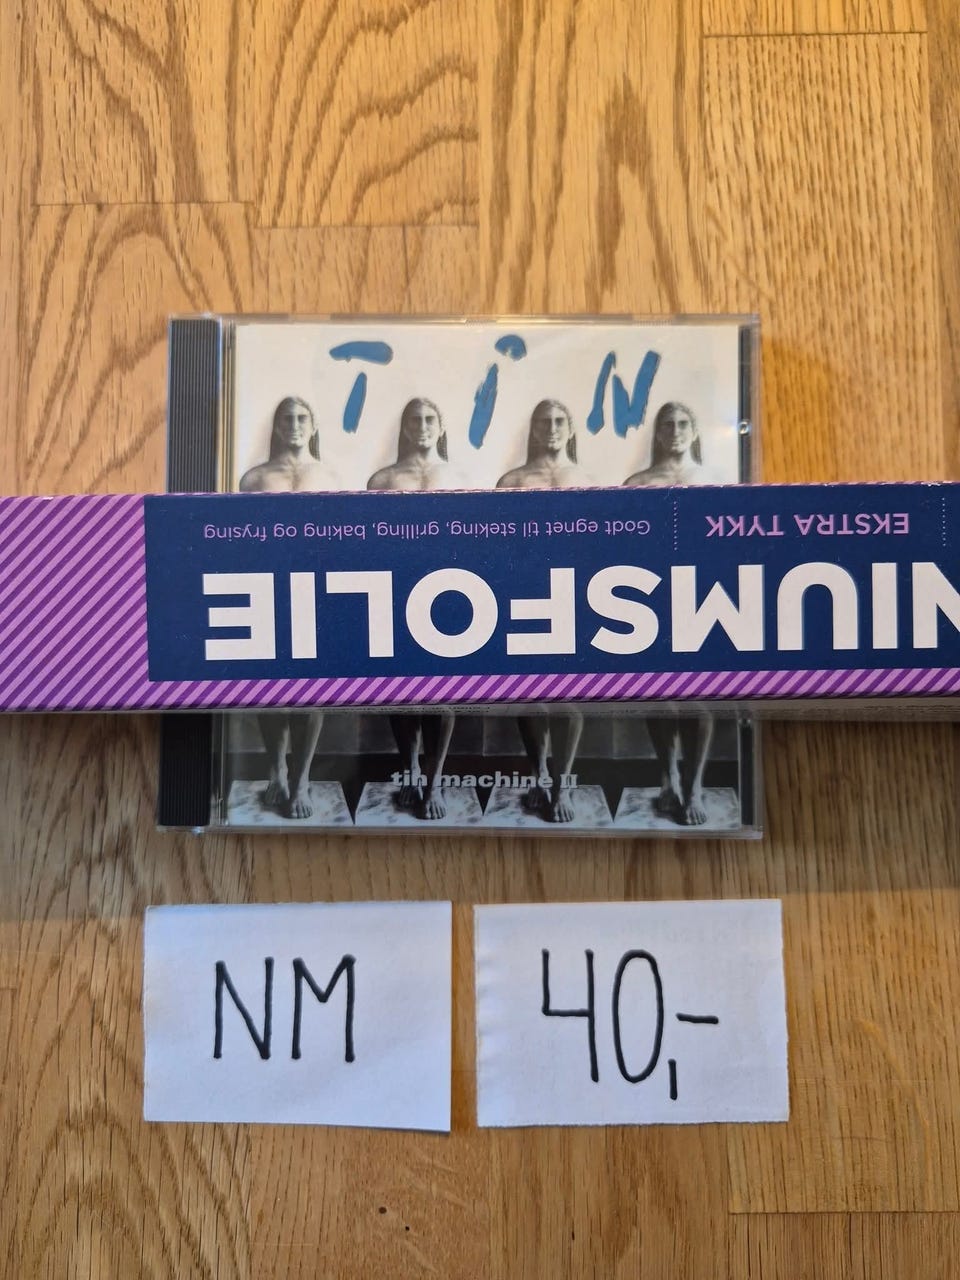 TiN
EKSTRA TYKK
Godt egnet til steking, grilling, baking og frysing
NIUMSFOLIE
tin machine II
NM
40,-